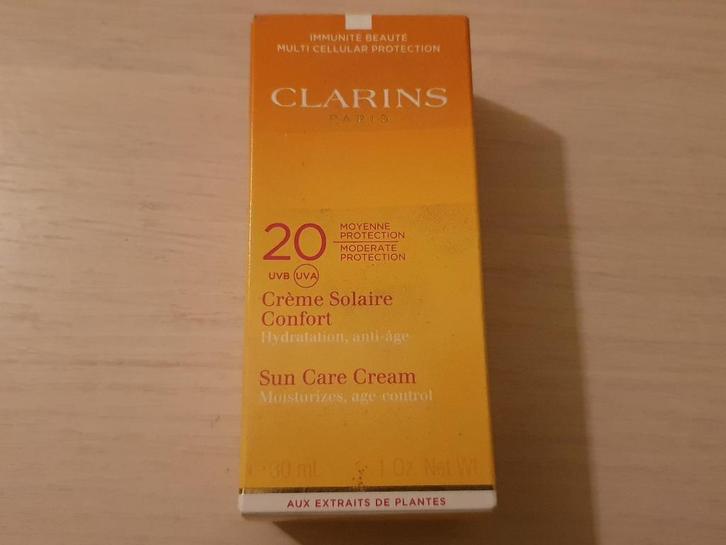 IMMUNITÉ BEAUTÉ
MULTI CELLULAR PROTECTION
CLARINS
PARIS
20
MOYENNE
PROTECTION
MODERATE
PROTECTION
UVB UVA
Crème Solaire
Confort
Hydratation, anti-âge
Sun Care Cream
Moisturizes, age-control
30 mL 1 Oz. Net Wt.
AUX EXTRAITS DE PLANTES